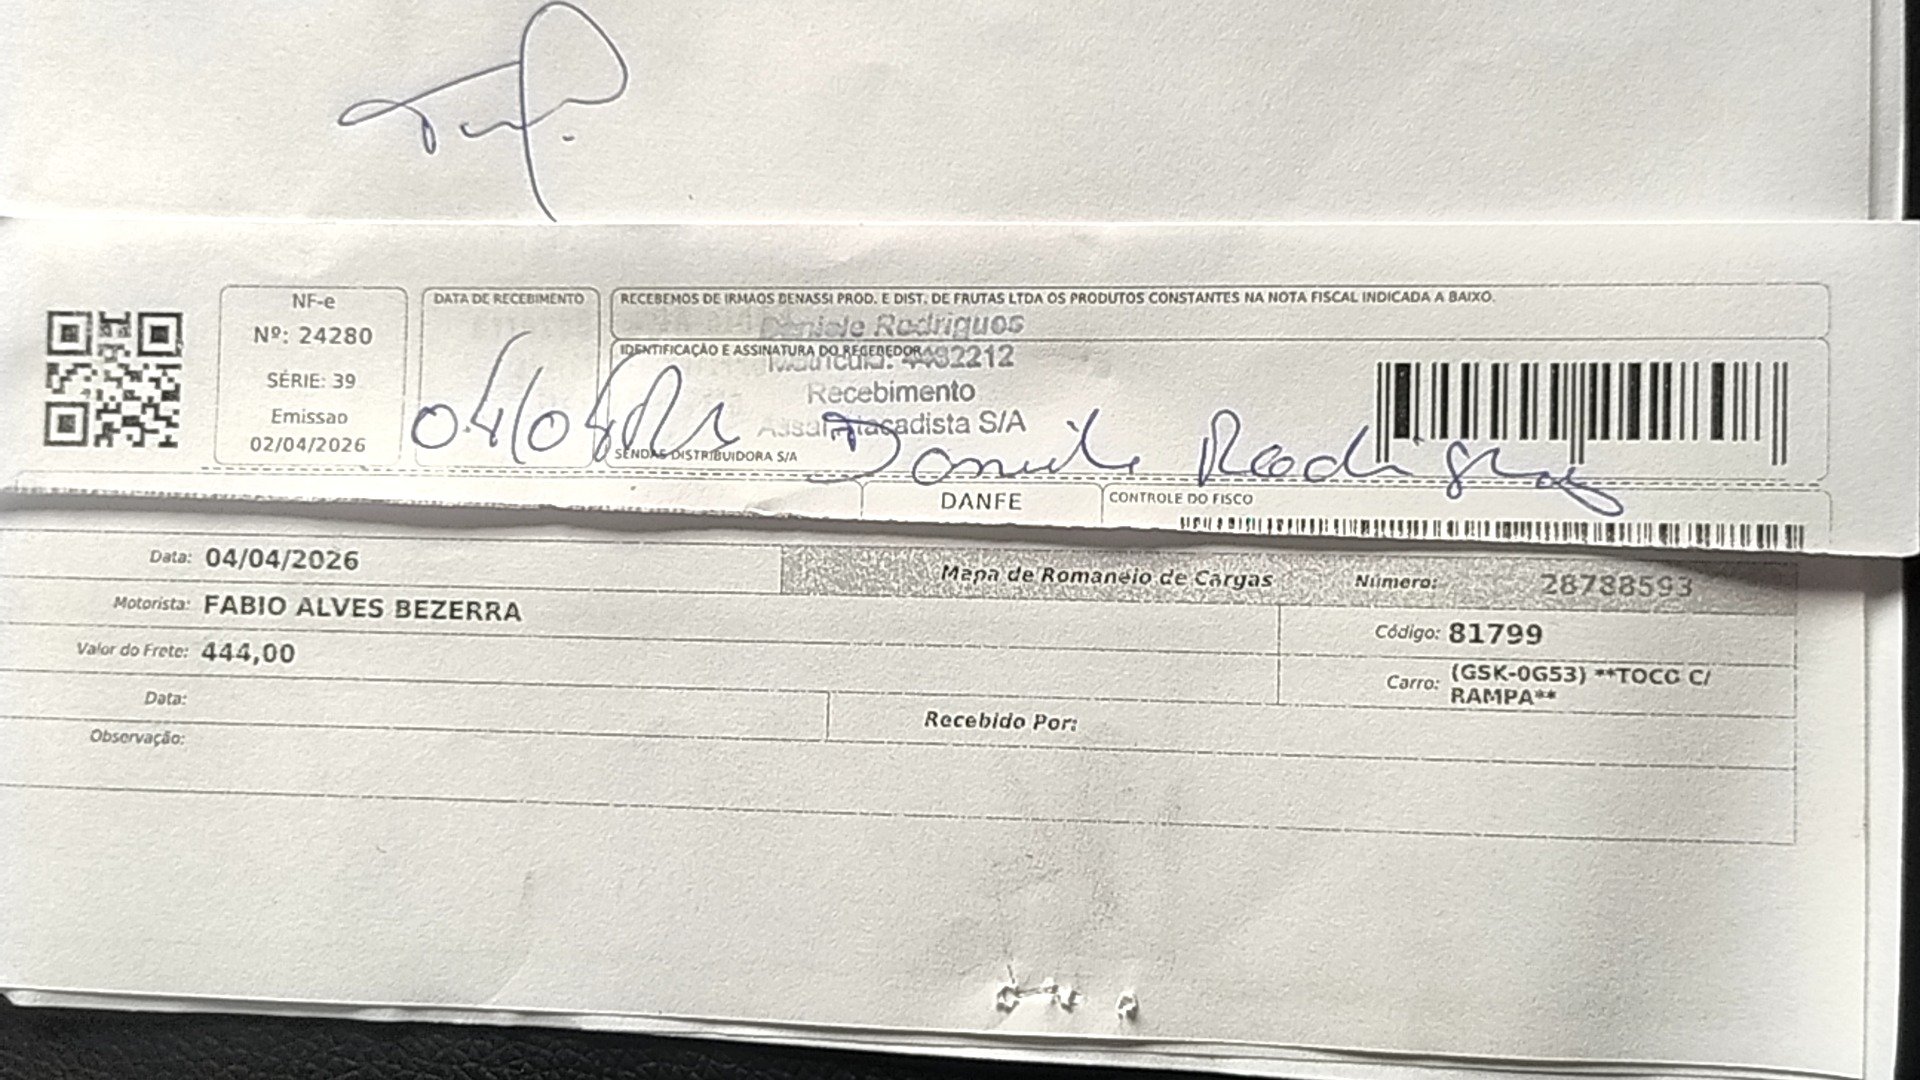 NF-e
Nº: 24280
SÉRIE: 39
Emissao
02/04/2026
DATA DE RECEBIMENTO
RECEBEMOS DE IRMAOS BENASSI PROD. E DIST. DE FRUTAS LTDA OS PRODUTOS CONSTANTES NA NOTA FISCAL INDICADA A BAIXO.
Daniele Rodrigues
IDENTIFICAÇÃO E ASSINATURA DO RECEBEDOR
Matrícula: 4492212
Recebimento
Assaí Atacadista S/A
SENDAS DISTRIBUIDORA S/A
Daniele Rodrigues
DANFE
CONTROLE DO FISCO
Data: 04/04/2026
Mapa de Romaneio de Cargas Número: 28788593
Motorista: FABIO ALVES BEZERRA
Código: 81799
Valor do Frete: 444,00
Carro: (GSK-0G53) **TOCO C/
RAMPA**
Data:
Recebido Por:
Observação: